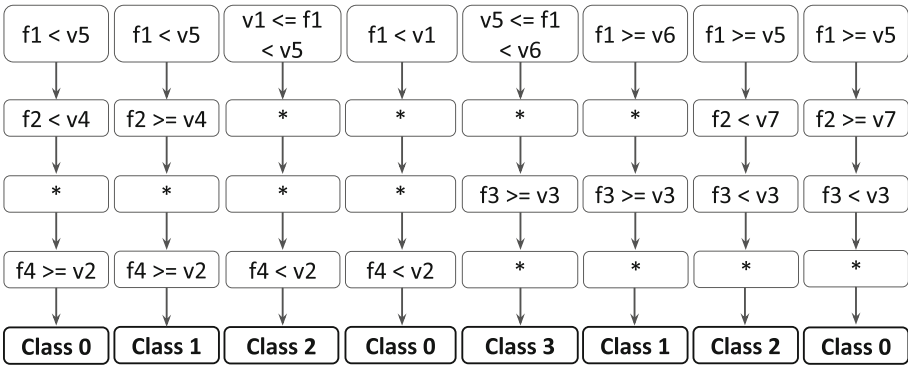 f1 < v5
f1 < v5
v1 <= f1
< v5
f1 < v1
v5 <= f1
< v6
f1 >= v6
f1 >= v5
f1 >= v5
f2 < v4
f2 >= v4
*
*
*
*
f2 < v7
f2 >= v7
*
*
*
*
f3 >= v3
f3 >= v3
f3 < v3
f3 < v3
f4 >= v2
f4 >= v2
f4 < v2
f4 < v2
*
*
*
*
Class 0
Class 1
Class 2
Class 0
Class 3
Class 1
Class 2
Class 0